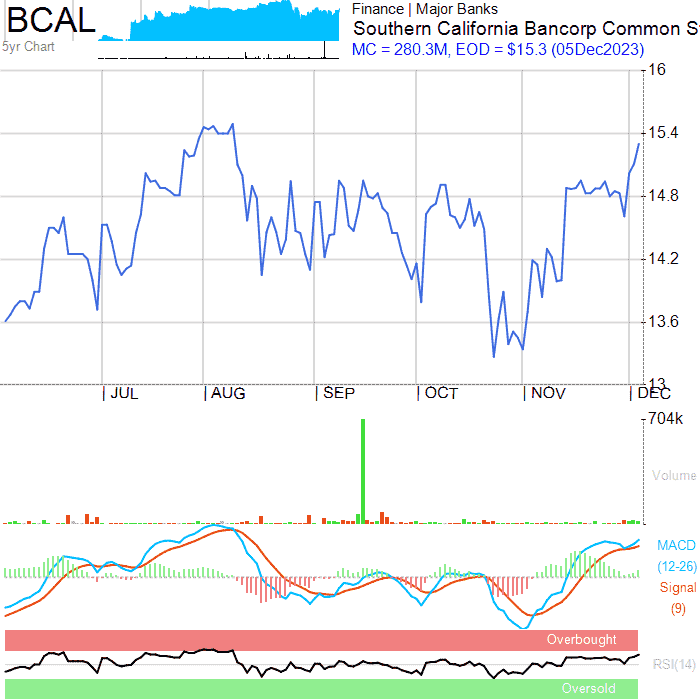 BCAL
Finance | Major Banks
Southern California Bancorp Common S
5yr Chart
MC = 280.3M, EOD = $15.3 (05Dec2023)
16
15.4
14.8
14.2
13.6
13
| JUL | AUG | SEP | OCT | NOV | DEC
704k
Volume
MACD
(12-26)
Signal
(9)
Overbought
RSI(14)
Oversold